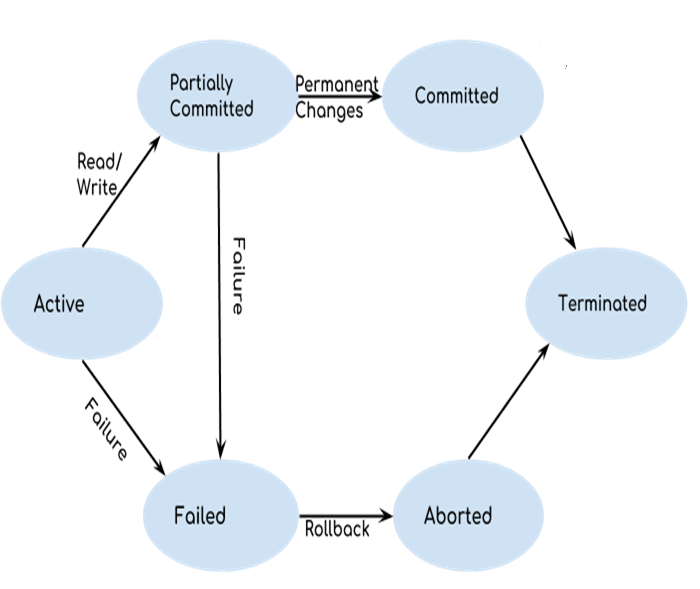 Partially
Committed
Permanent
Changes
Committed
Read/
Write
Failure
Active
Terminated
Failure
Failed
Rollback
Aborted